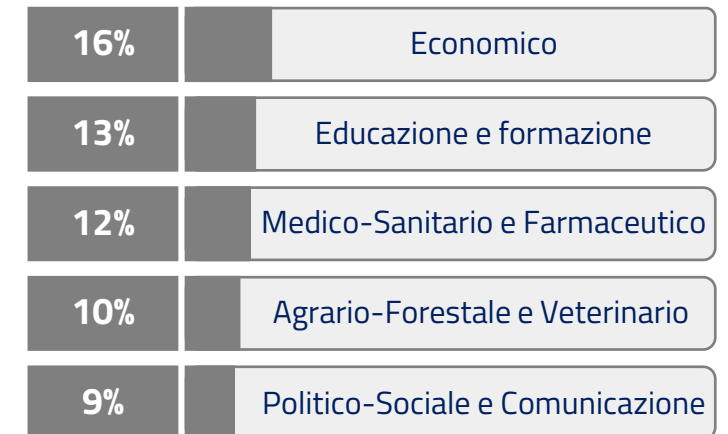 16% Economico
13% Educazione e formazione
12% Medico-Sanitario e Farmaceutico
10% Agrario-Forestale e Veterinario
9% Politico-Sociale e Comunicazione